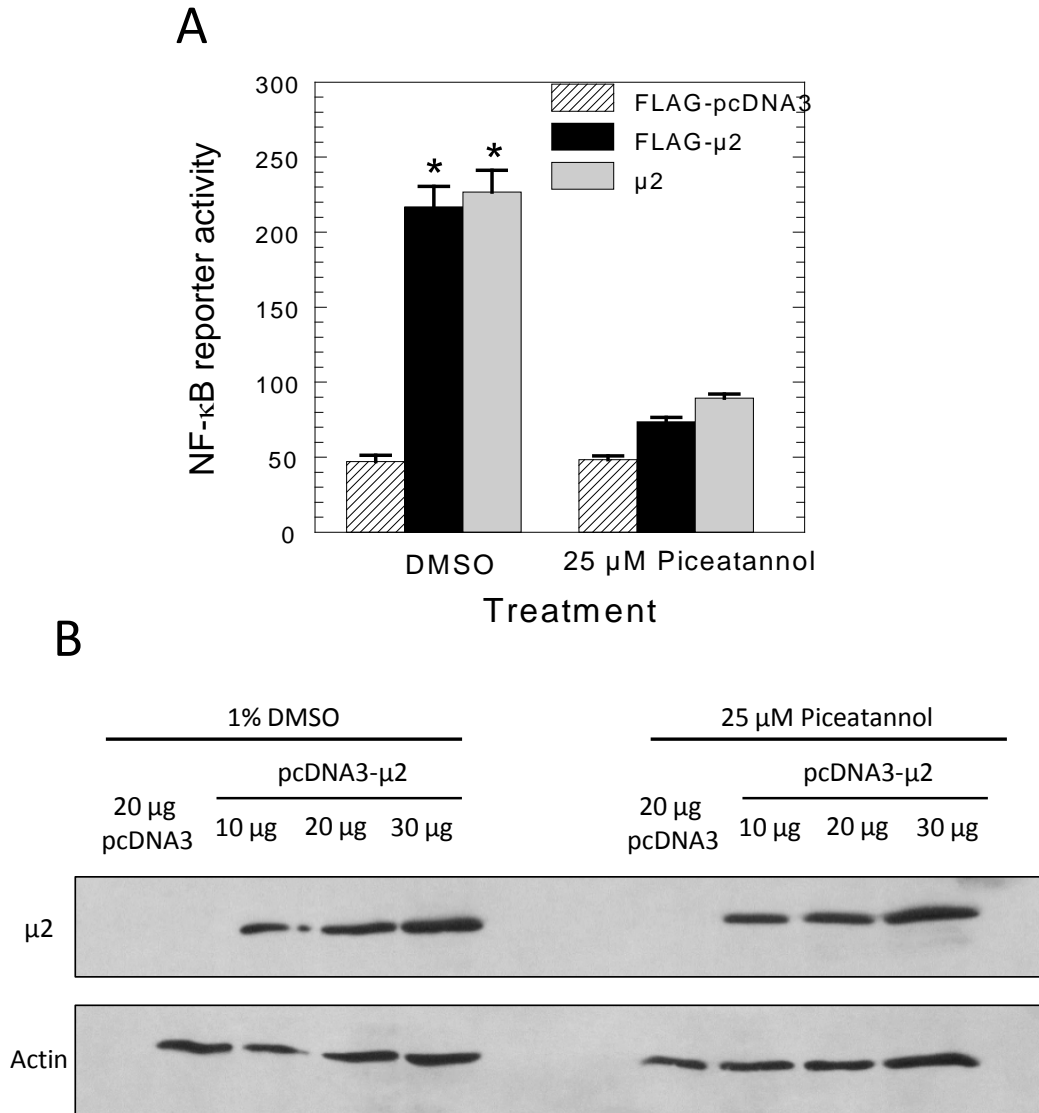 A
300
250
200
150
100
50
0
NF-κB reporter activity
FLAG-pcDNA3
FLAG-µ2
µ2
* *
DMSO 25 µM Piceatannol
Treatment
B
1% DMSO 25 µM Piceatannol
pcDNA3-µ2 pcDNA3-µ2
20 µg 20 µg
pcDNA3 10 µg 20 µg 30 µg pcDNA3 10 µg 20 µg 30 µg
µ2
Actin